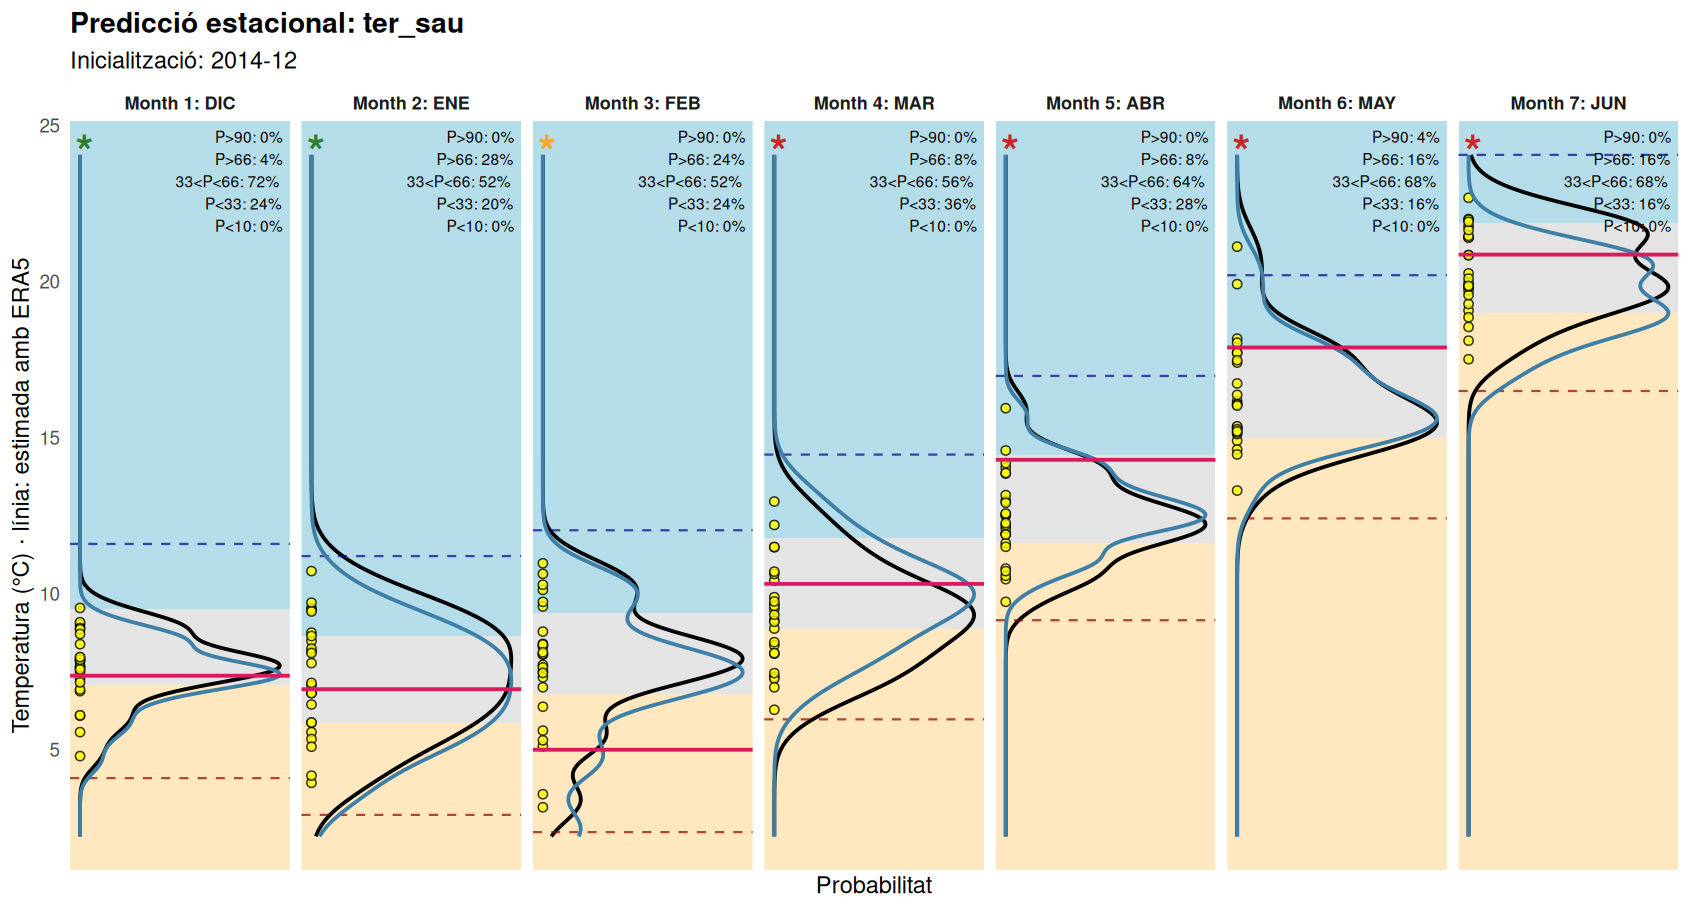 Predicció estacional: ter_sau
Inicialització: 2014-12
Month 1: DIC
Month 2: ENE
Month 3: FEB
Month 4: MAR
Month 5: ABR
Month 6: MAY
Month 7: JUN
P>90: 0%
P>66: 4%
33<P<66: 72%
P<33: 24%
P<10: 0%
P>90: 0%
P>66: 28%
33<P<66: 52%
P<33: 20%
P<10: 0%
P>90: 0%
P>66: 24%
33<P<66: 52%
P<33: 24%
P<10: 0%
P>90: 0%
P>66: 8%
33<P<66: 56%
P<33: 36%
P<10: 0%
P>90: 0%
P>66: 8%
33<P<66: 64%
P<33: 28%
P<10: 0%
P>90: 4%
P>66: 16%
33<P<66: 68%
P<33: 16%
P<10: 0%
P>90: 0%
P>66: 16%
33<P<66: 68%
P<33: 16%
P<10: 0%
25
20
15
10
5
Temperatura (°C) · línia: estimada amb ERA5
Probabilitat